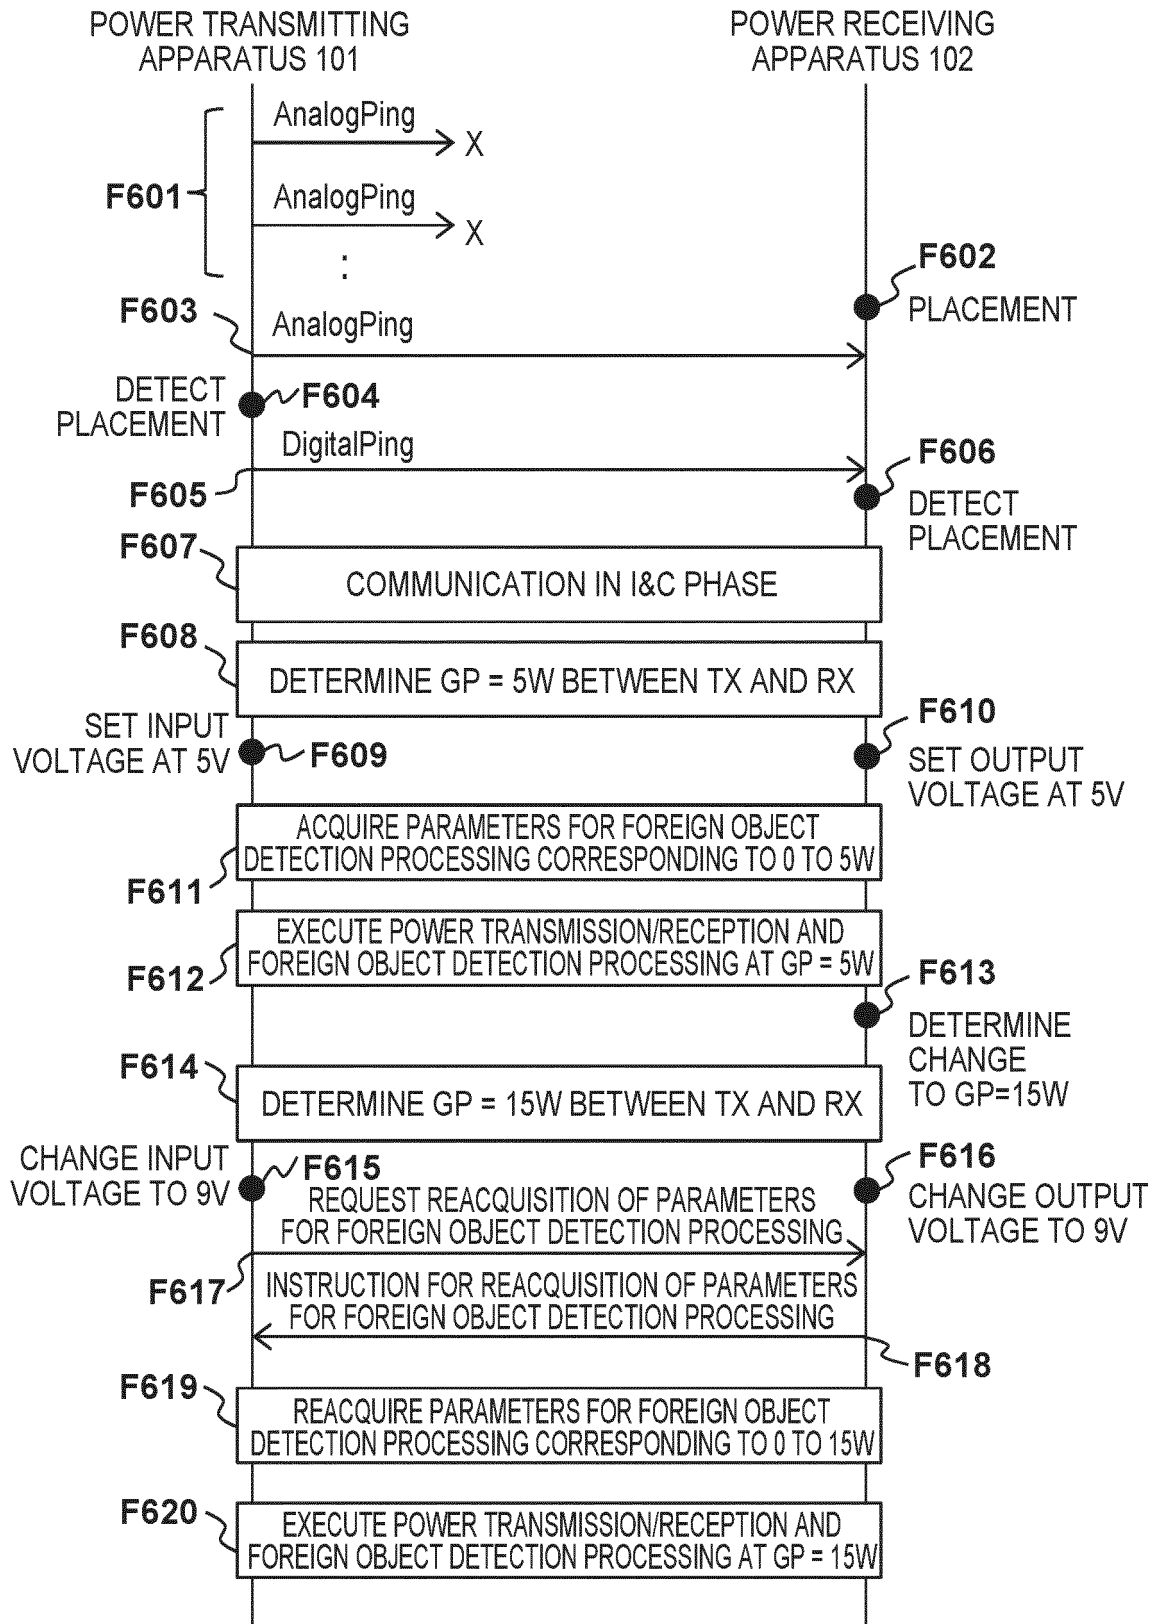 POWER TRANSMITTING
APPARATUS 101
POWER RECEIVING
APPARATUS 102
AnalogPing
X
F601
AnalogPing
X
:
F602
PLACEMENT
F603
AnalogPing
DETECT
PLACEMENT
F604
DigitalPing
F605
F606
DETECT
PLACEMENT
F607
COMMUNICATION IN I&C PHASE
F608
DETERMINE GP = 5W BETWEEN TX AND RX
SET INPUT
VOLTAGE AT 5V
F609
F610
SET OUTPUT
VOLTAGE AT 5V
ACQUIRE PARAMETERS FOR FOREIGN OBJECT
DETECTION PROCESSING CORRESPONDING TO 0 TO 5W
F611
EXECUTE POWER TRANSMISSION/RECEPTION AND
FOREIGN OBJECT DETECTION PROCESSING AT GP = 5W
F612
F613
DETERMINE
CHANGE
TO GP=15W
F614
DETERMINE GP = 15W BETWEEN TX AND RX
CHANGE INPUT
VOLTAGE TO 9V
F615
F616
CHANGE OUTPUT
VOLTAGE TO 9V
REQUEST REACQUISITION OF PARAMETERS
FOR FOREIGN OBJECT DETECTION PROCESSING
F617
INSTRUCTION FOR REACQUISITION OF PARAMETERS
FOR FOREIGN OBJECT DETECTION PROCESSING
F618
F619
REACQUIRE PARAMETERS FOR FOREIGN OBJECT
DETECTION PROCESSING CORRESPONDING TO 0 TO 15W
F620
EXECUTE POWER TRANSMISSION/RECEPTION AND
FOREIGN OBJECT DETECTION PROCESSING AT GP = 15W